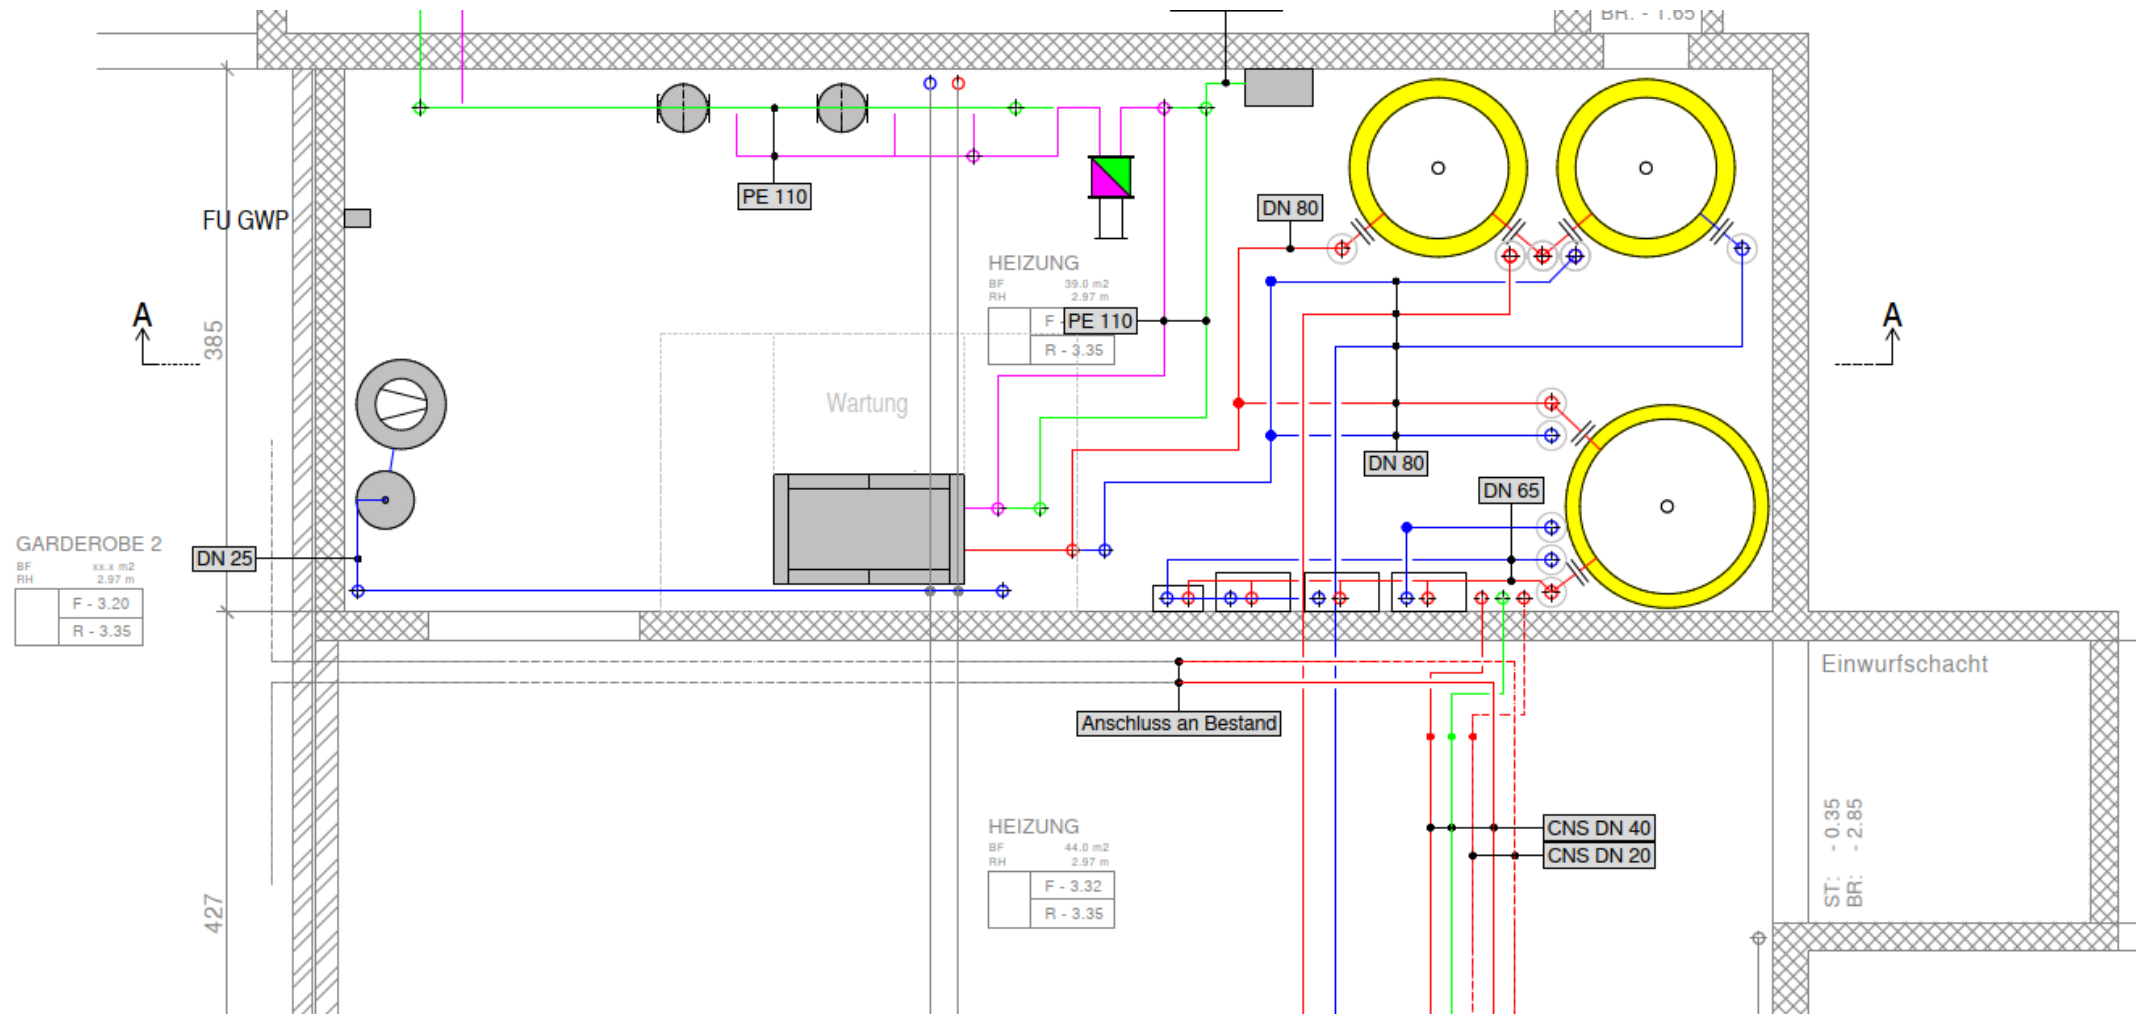 BR. - 1.65
PE 110
FU GWP
DN 80
HEIZUNG
BF 39.0 m2
RH 2.97 m
F -
PE 110
R - 3.35
A
A
385
Wartung
DN 80
DN 65
GARDEROBE 2
BF xx.x m2
RH 2.97 m
F - 3.20
R - 3.35
DN 25
Einwurfschacht
Anschluss an Bestand
HEIZUNG
BF 44.0 m2
RH 2.97 m
F - 3.32
R - 3.35
CNS DN 40
CNS DN 20
ST: - 0.35
BR: - 2.85
427